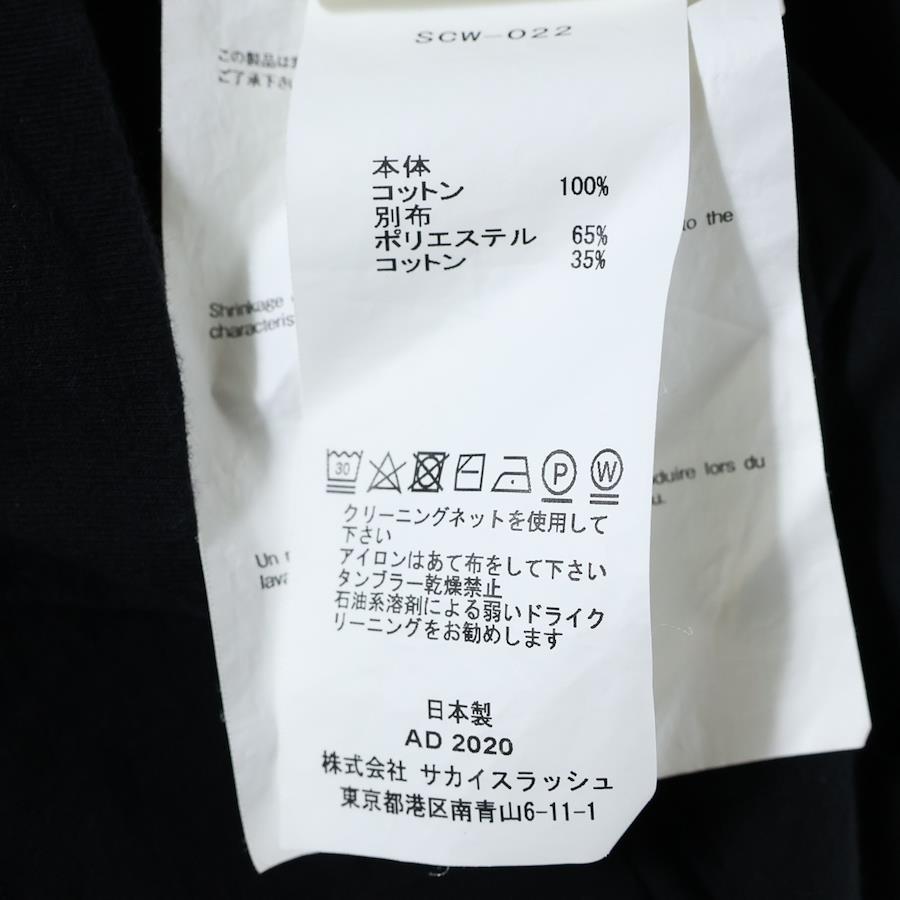 SCW-022
この製品は
ご了承下さ
本体
コットン 100%
別布
ポリエステル 65%
コットン 35%
to the
Shrinkage
characteris
30
P
W
クリーニングネットを使用して
下さい
アイロンはあて布をして下さい
タンブラー乾燥禁止
石油系溶剤による弱いドライク
リーニングをお勧めします
duire lors du
Un
lava
日本製
AD 2020
株式会社 サカイスラッシュ
東京都港区南青山6-11-1